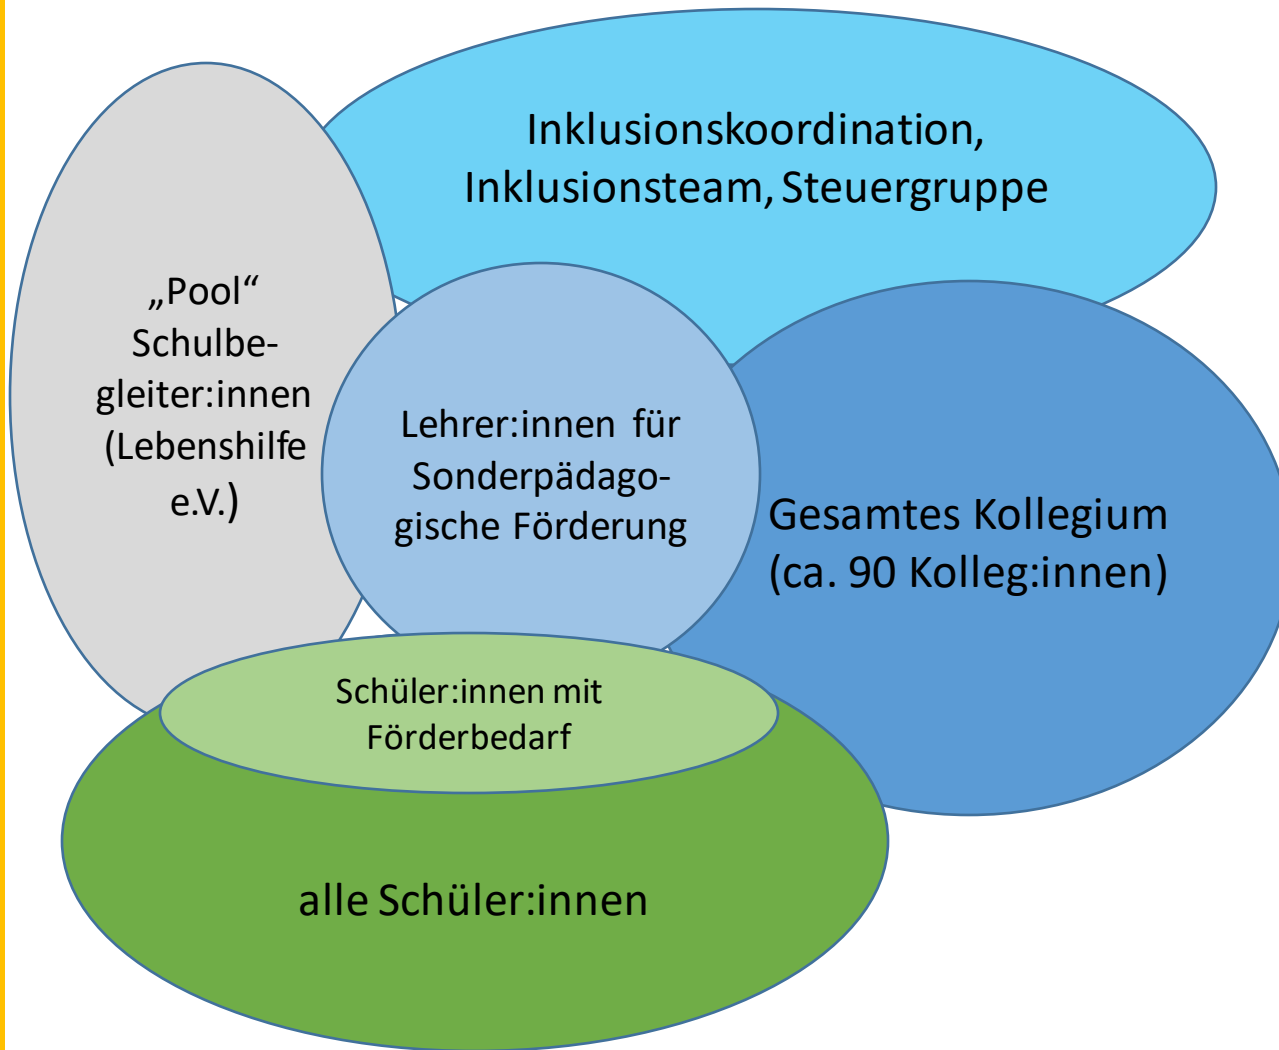 Inklusionskoordination,
Inklusionsteam, Steuergruppe
„Pool“
Schulbe-
gleiter:innen
(Lebenshilfe
e.V.)
Lehrer:innen für
Sonderpädago-
gische Förderung
Gesamtes Kollegium
(ca. 90 Kolleg:innen)
Schüler:innen mit
Förderbedarf
alle Schüler:innen